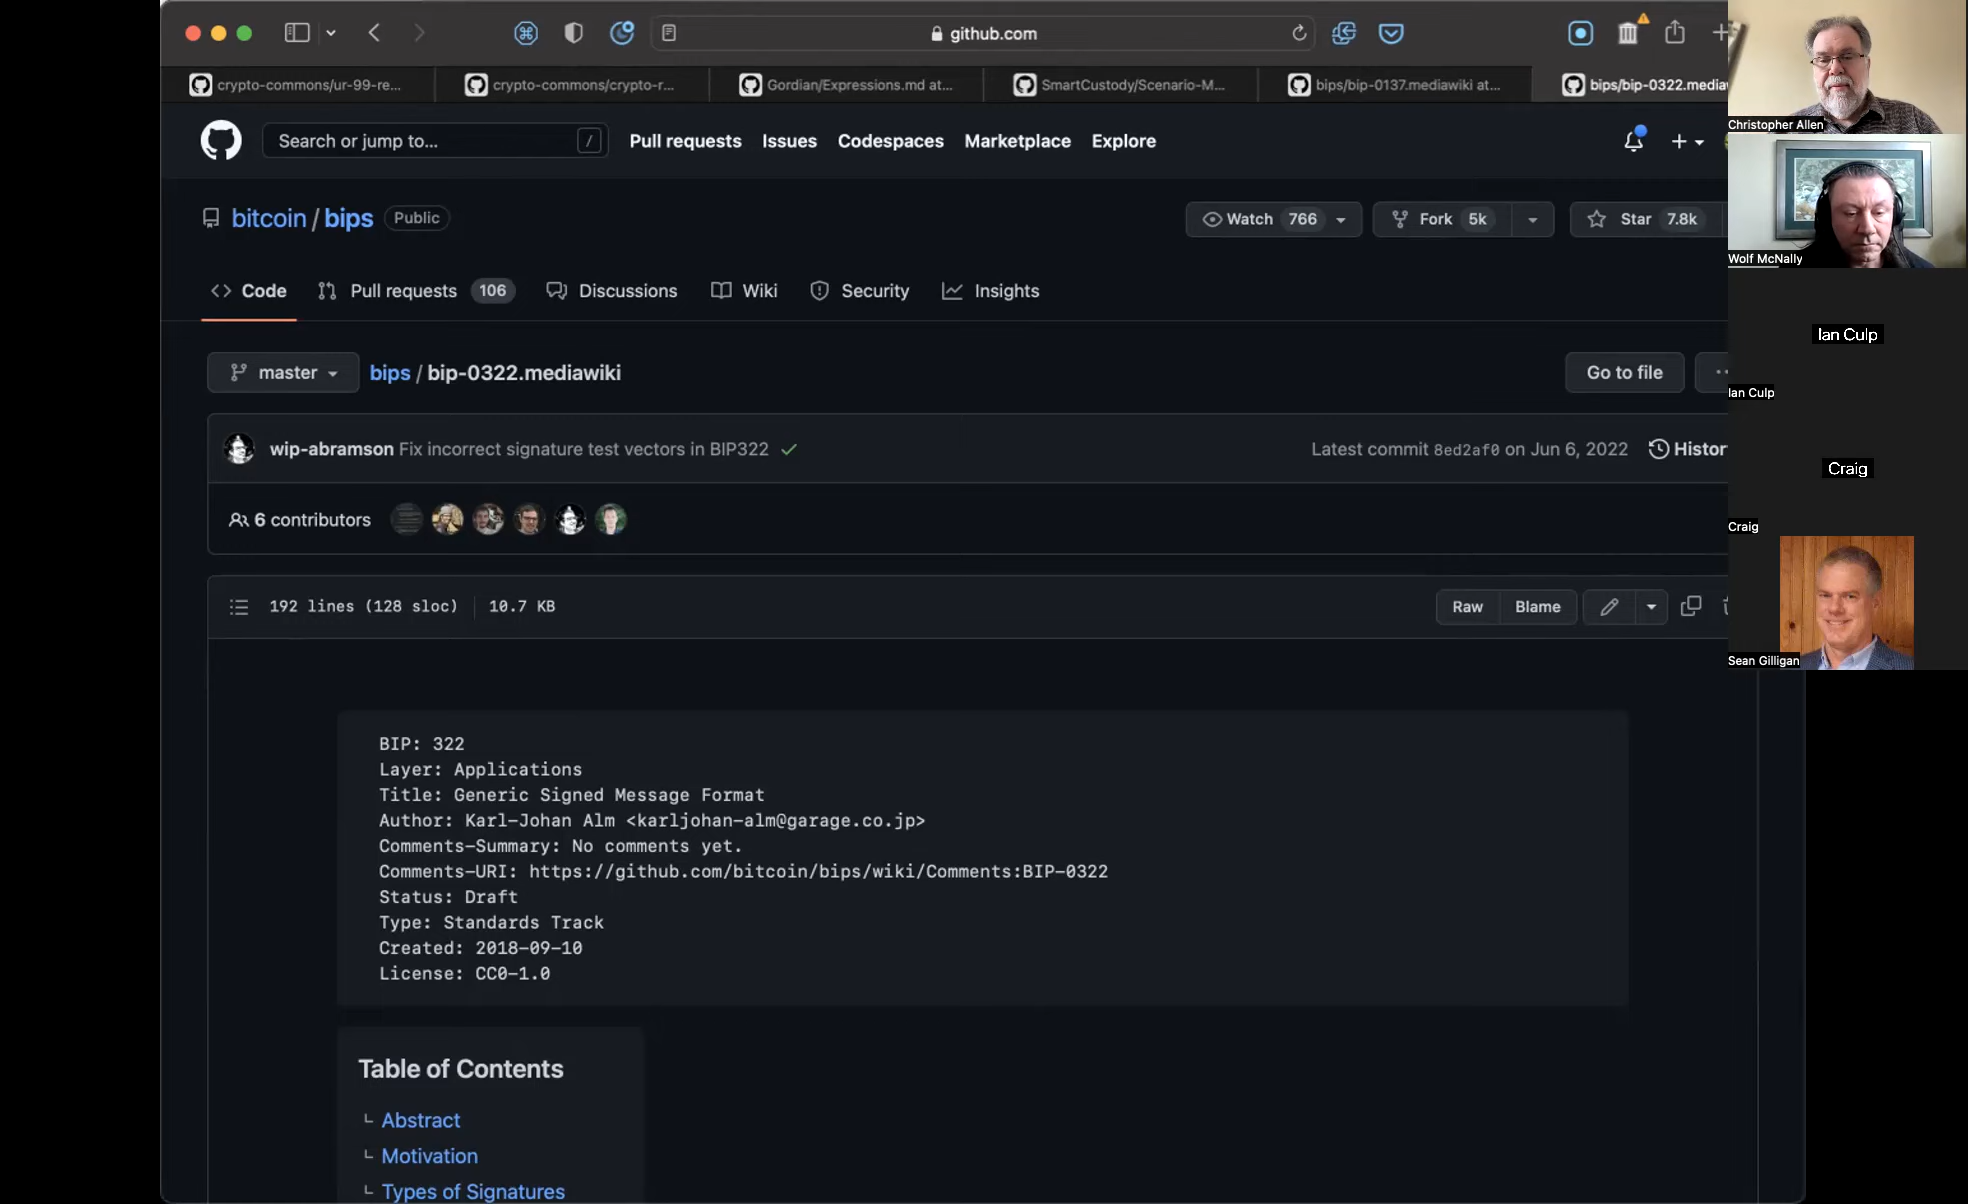 github.com
crypto-commons/ur-99-re...
crypto-commons/crypto-r...
Gordian/Expressions.md at...
SmartCustody/Scenario-M...
bips/bip-0137.mediawiki at...
bips/bip-0322.media
Search or jump to...
/
Pull requests
Issues
Codespaces
Marketplace
Explore
bitcoin / bips
Public
Watch 766
Fork 5k
Star 7.8k
Code
Pull requests 106
Discussions
Wiki
Security
Insights
master
bips / bip-0322.mediawiki
Go to file
wip-abramson Fix incorrect signature test vectors in BIP322
Latest commit 8ed2af0 on Jun 6, 2022
Histor
6 contributors
192 lines (128 sloc)
10.7 KB
Raw
Blame
BIP: 322
Layer: Applications
Title: Generic Signed Message Format
Author: Karl-Johan Alm <karljohan-alm@garage.co.jp>
Comments-Summary: No comments yet.
Comments-URI: https://github.com/bitcoin/bips/wiki/Comments:BIP-0322
Status: Draft
Type: Standards Track
Created: 2018-09-10
License: CC0-1.0
Table of Contents
Abstract
Motivation
Types of Signatures
Christopher Allen
Wolf McNally
Ian Culp
Ian Culp
Craig
Craig
Sean Gilligan